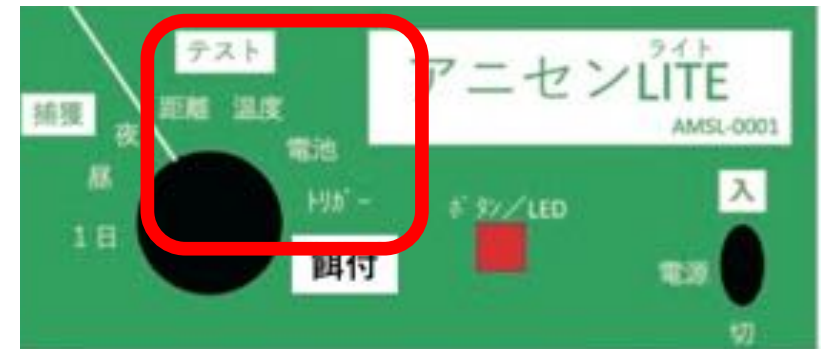 テスト
ライト
アニセンLITE
AMSL-0001
捕獲
夜
距離
温度
電池
昼
トリガー
ボタン／LED
入
1日
餌付
電源
切